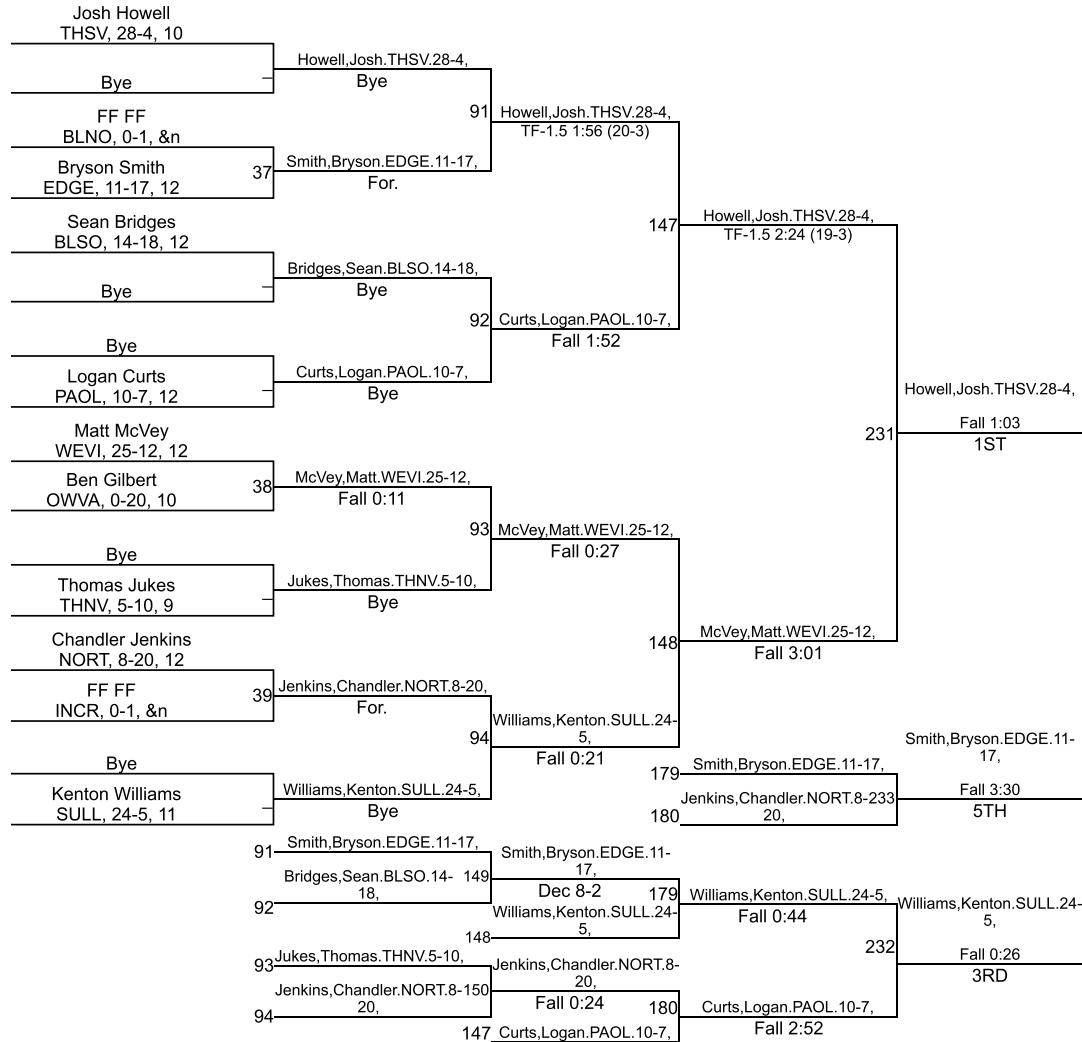 Josh Howell
THSV, 28-4, 10
Bye
Howell,Josh.THSV.28-4,
Bye
91
FF FF
BLNO, 0-1, &n
Bryson Smith
EDGE, 11-17, 12
37
Smith,Bryson.EDGE.11-17,
For.
Howell,Josh.THSV.28-4,
TF-1.5 1:56 (20-3)
Sean Bridges
BLSO, 14-18, 12
Bye
Bridges,Sean.BLSO.14-18,
Bye
92
Bye
Logan Curts
PAOL, 10-7, 12
Curts,Logan.PAOL.10-7,
Bye
Curts,Logan.PAOL.10-7,
Fall 1:52
147
Howell,Josh.THSV.28-4,
TF-1.5 2:24 (19-3)
Matt McVey
WEVI, 25-12, 12
Ben Gilbert
OWVA, 0-20, 10
38
McVey,Matt.WEVI.25-12,
Fall 0:11
93
Bye
Thomas Jukes
THNV, 5-10, 9
Jukes,Thomas.THNV.5-10,
Bye
McVey,Matt.WEVI.25-12,
Fall 0:27
Chandler Jenkins
NORT, 8-20, 12
FF FF
INCR, 0-1, &n
39
Jenkins,Chandler.NORT.8-20,
For.
94
Bye
Kenton Williams
SULL, 24-5, 11
Williams,Kenton.SULL.24-5,
Bye
Williams,Kenton.SULL.24-
5,
Fall 0:21
148
McVey,Matt.WEVI.25-12,
Fall 3:01
231
Howell,Josh.THSV.28-4,
Fall 1:03
1ST
179
Smith,Bryson.EDGE.11-17,
180
Jenkins,Chandler.NORT.8-233
20,
Smith,Bryson.EDGE.11-
17,
Fall 3:30
5TH
91
Smith,Bryson.EDGE.11-17,
92
Bridges,Sean.BLSO.14-
18,
149
Smith,Bryson.EDGE.11-
17,
Dec 8-2
148
Williams,Kenton.SULL.24-
5,
179
Williams,Kenton.SULL.24-5,
Fall 0:44
93
Jukes,Thomas.THNV.5-10,
94
Jenkins,Chandler.NORT.8-150
20,
Jenkins,Chandler.NORT.8-
20,
Fall 0:24
147
Curts,Logan.PAOL.10-7,
180
Curts,Logan.PAOL.10-7,
Fall 2:52
232
Williams,Kenton.SULL.24-
5,
Fall 0:26
3RD